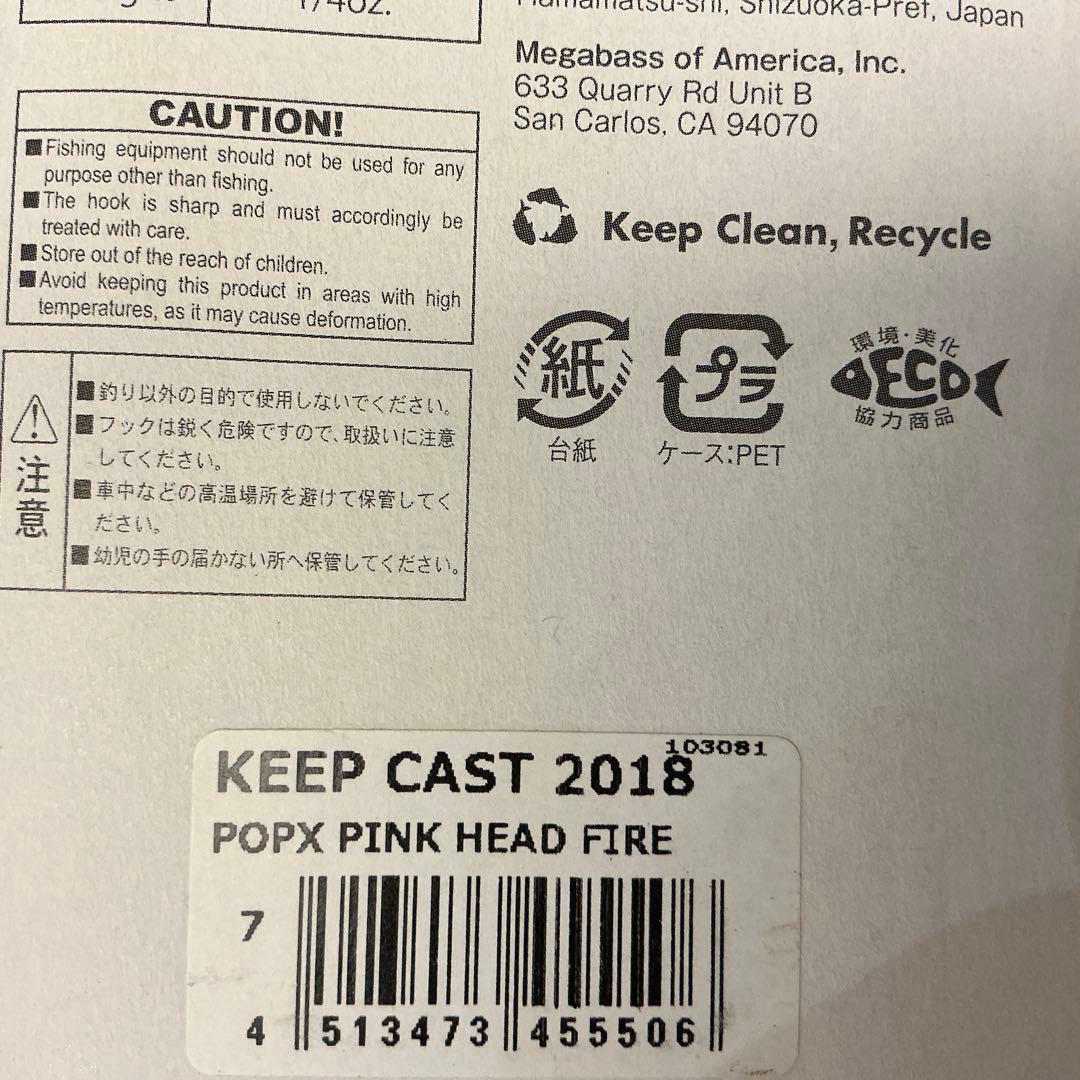 1/4oz.
Hamamatsu-shi, Shizuoka-Pref, Japan
Megabass of America, Inc.
633 Quarry Rd Unit B
San Carlos, CA 94070
CAUTION!
■Fishing equipment should not be used for any
purpose other than fishing.
■The hook is sharp and must accordingly be
treated with care.
■Store out of the reach of children.
■Avoid keeping this product in areas with high
temperatures, as it may cause deformation.
Keep Clean, Recycle
紙
台紙
プラ
ケース:PET
環境・美化
ECO
協力商品
注意
■釣り以外の目的で使用しないでください。
■フックは鋭く危険ですので、取扱いに注意
してください。
■車中などの高温場所を避けて保管してく
ださい。
■幼児の手の届かない所へ保管してください。
103081
KEEP CAST 2018
POPX PINK HEAD FIRE
7
4 513473 455506